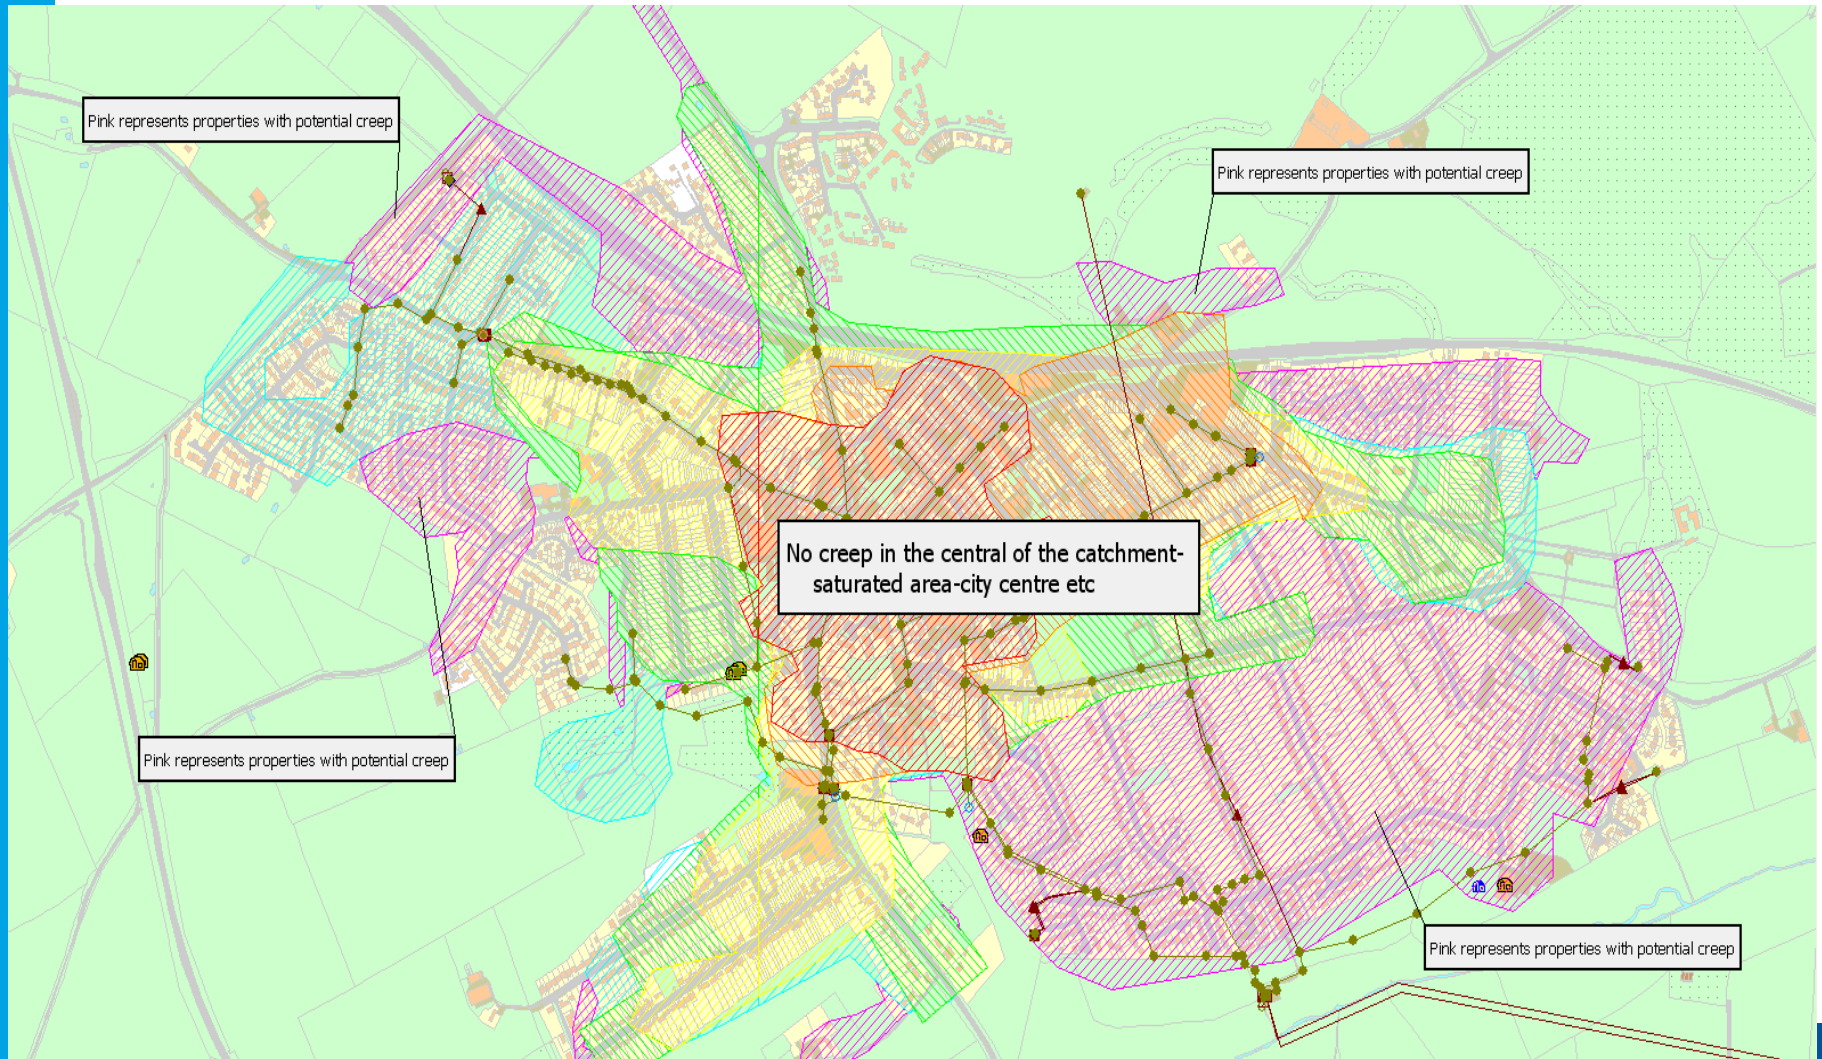 Pink represents properties with potential creep
Pink represents properties with potential creep
No creep in the central of the catchment-
saturated area-city centre etc
Pink represents properties with potential creep
Pink represents properties with potential creep